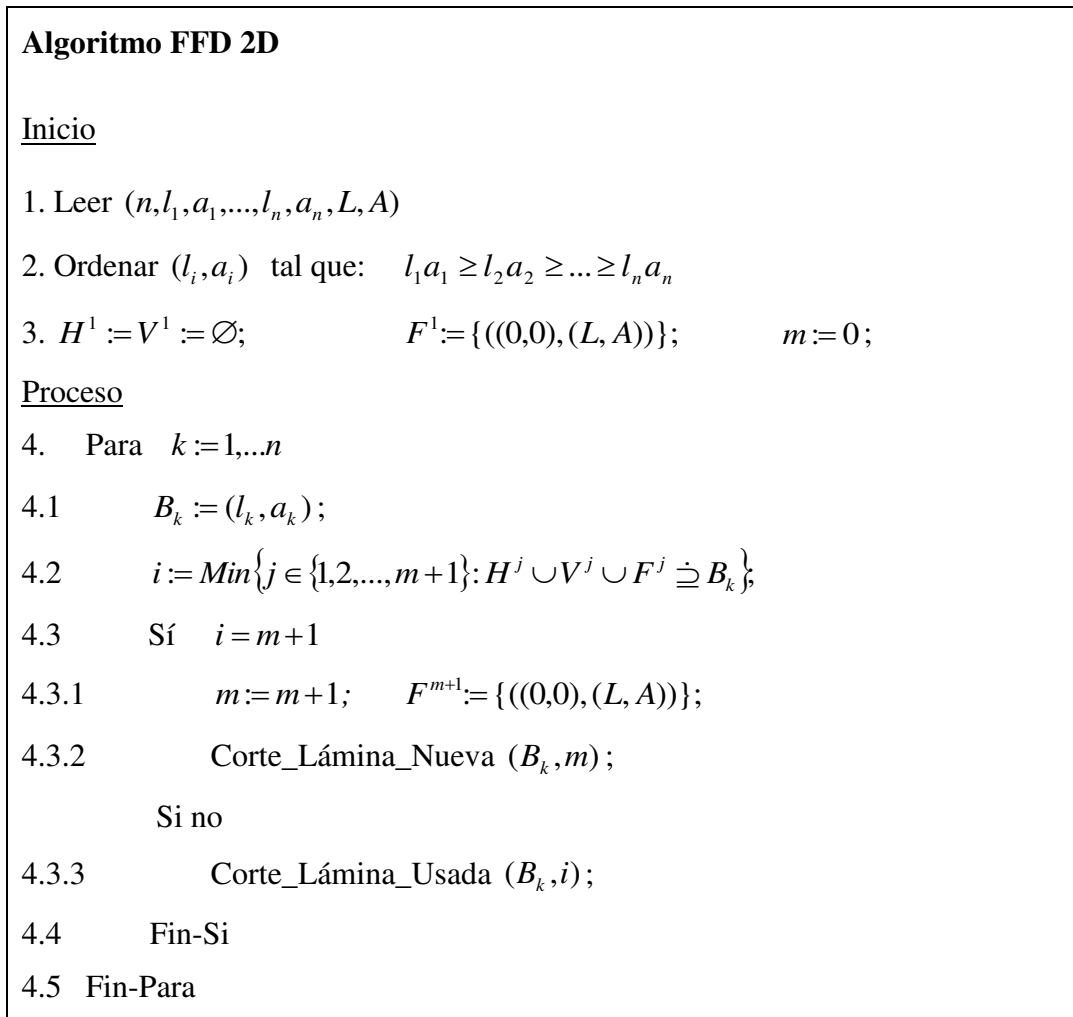 Algoritmo FFD 2D
Inicio
1. Leer (n,l₁,a₁,...,lₙ,aₙ,L,A)
2. Ordenar (lᵢ,aᵢ) tal que: l₁a₁ ≥ l₂a₂ ≥ ... ≥ lₙaₙ
3. H¹ := V¹ := ∅; F¹:= {((0,0),(L,A))}; m:= 0;
Proceso
4. Para k := 1,...n
4.1 Bₖ := (lₖ,aₖ);
4.2 i := Min{j ∈ {1,2,...,m+1}: Hʲ ∪ Vʲ ∪ Fʲ ⊇̇ Bₖ};
4.3 Sí i = m+1
4.3.1 m:= m+1; Fᵐ⁺¹:= {((0,0),(L,A))};
4.3.2 Corte_Lámina_Nueva (Bₖ,m);
Si no
4.3.3 Corte_Lámina_Usada (Bₖ,i);
4.4 Fin-Si
4.5 Fin-Para